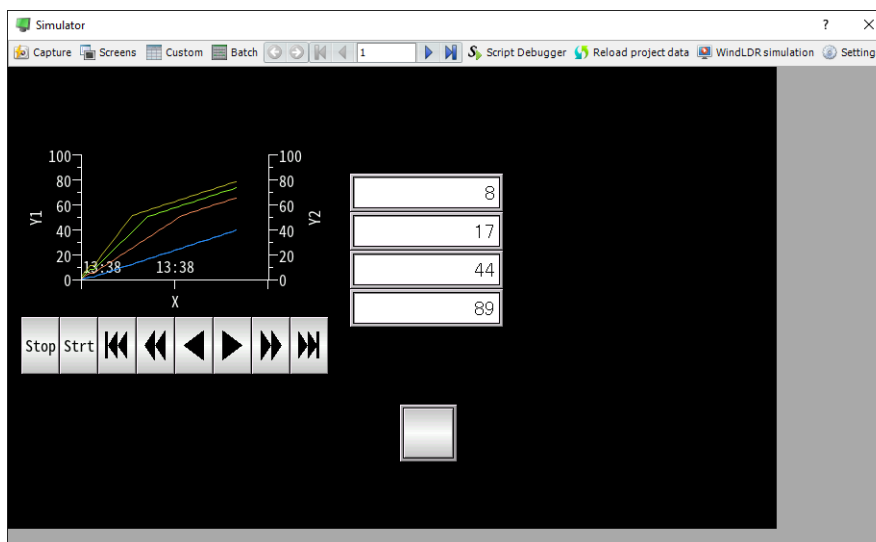 Simulator ?
Capture Screens Custom Batch 1 Script Debugger Reload project data WindLDR simulation Setting
100 100
80 80
60 60
40 40
20 20
0 0
Y1
Y2
13:38 13:38
X
8
17
44
89
Stop Strt